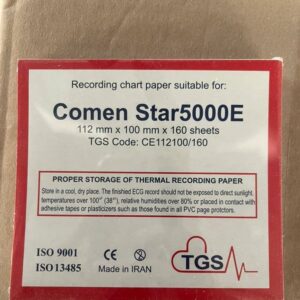 Recording chart paper suitable for:
Comen Star5000E
112 mm x 100 mm x 160 sheets
TGS Code: CE112100/160
PROPER STORAGE OF THERMAL RECORDING PAPER
Store in a cool, dry place. The finished ECG record should not be exposed to direct sunlight,
temperatures over 100° (38°), relative humidities over 80% or placed in contact with
adhesive tapes or plasticizers such as those found in all PVC page protctors.
ISO 9001
ISO13485
CE
Made in IRAN
TGS